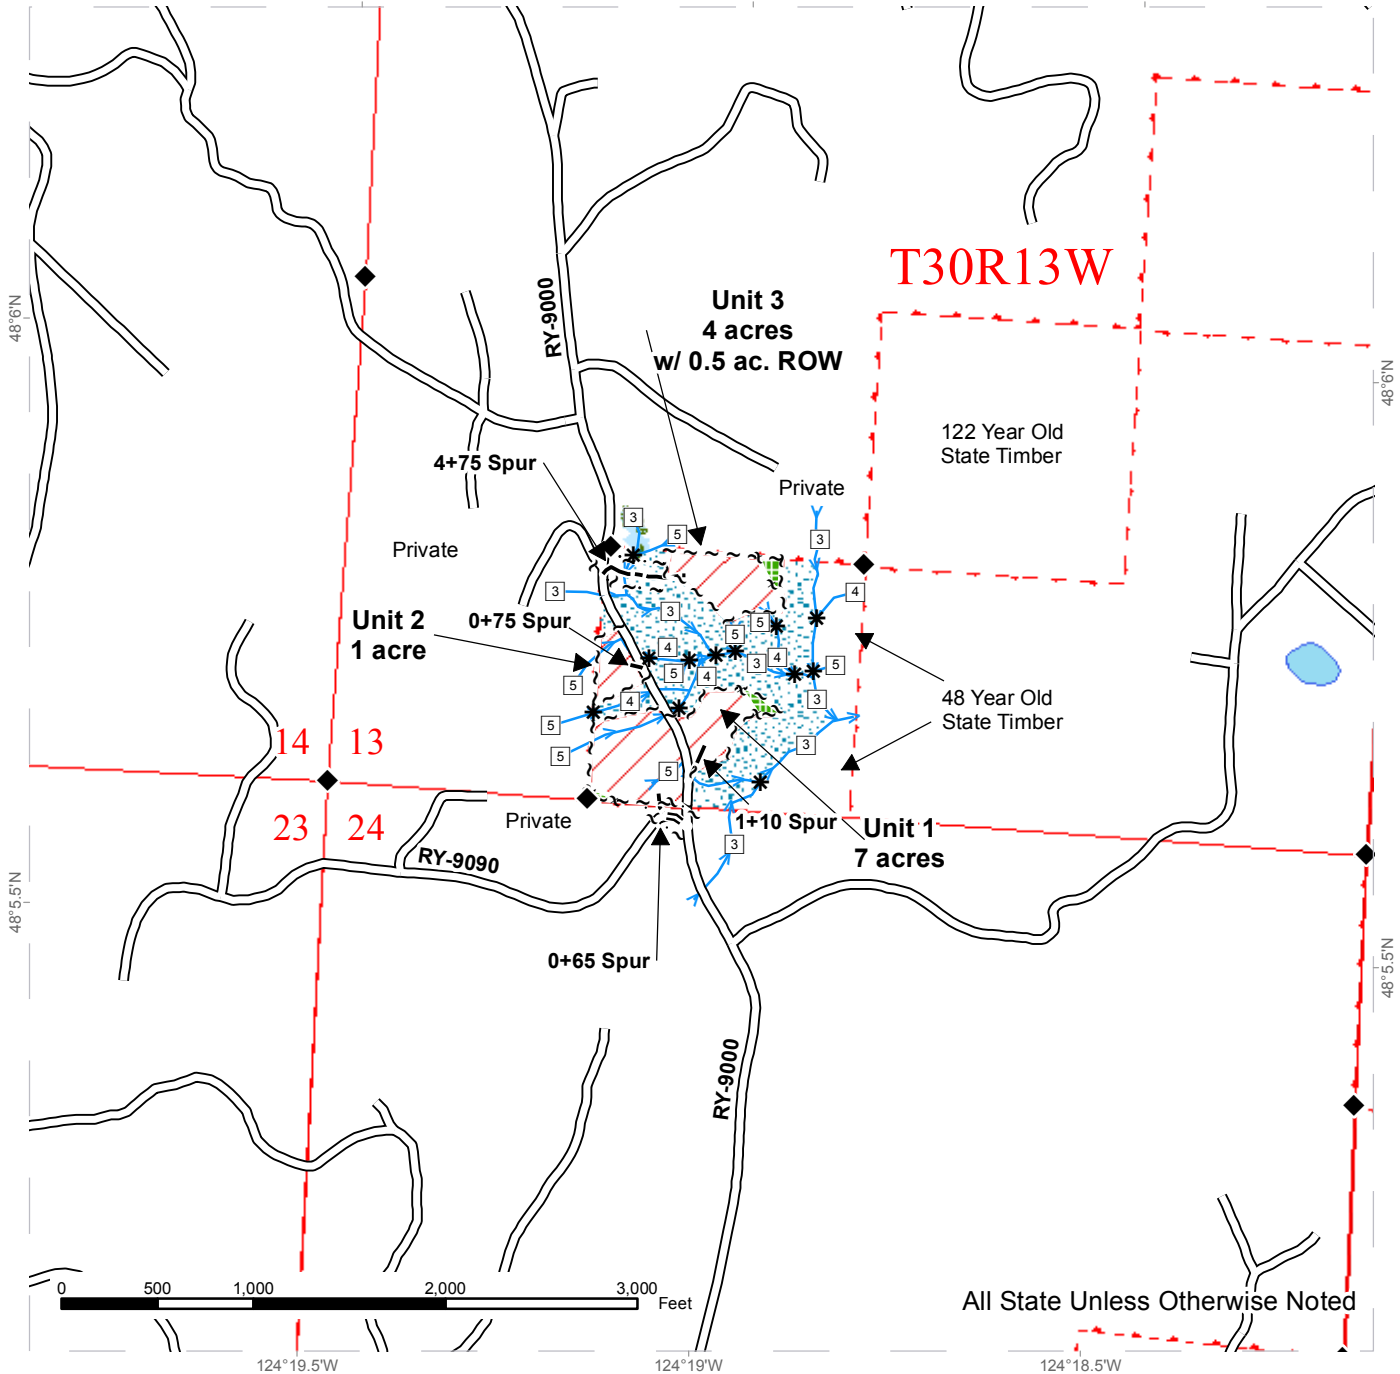 T30R13W
RY-9000
Unit 3
4 acres
w/ 0.5 ac. ROW
48°6'N
48°6'N
122 Year Old
State Timber
4+75 Spur
Private
Private
3
5
3
3
4
3
0+75 Spur
Unit 2
1 acre
5
5
4
3
4
5
4
5
5
4
3
5
5
5
3
3
5
48 Year Old
State Timber
14
13
23
24
Private
1+10 Spur
Unit 1
7 acres
3
RY-9090
48°5.5'N
48°5.5'N
0+65 Spur
RY-9000
0
500
1,000
2,000
3,000
Feet
All State Unless Otherwise Noted
124°19.5'W
124°19'W
124°18.5'W